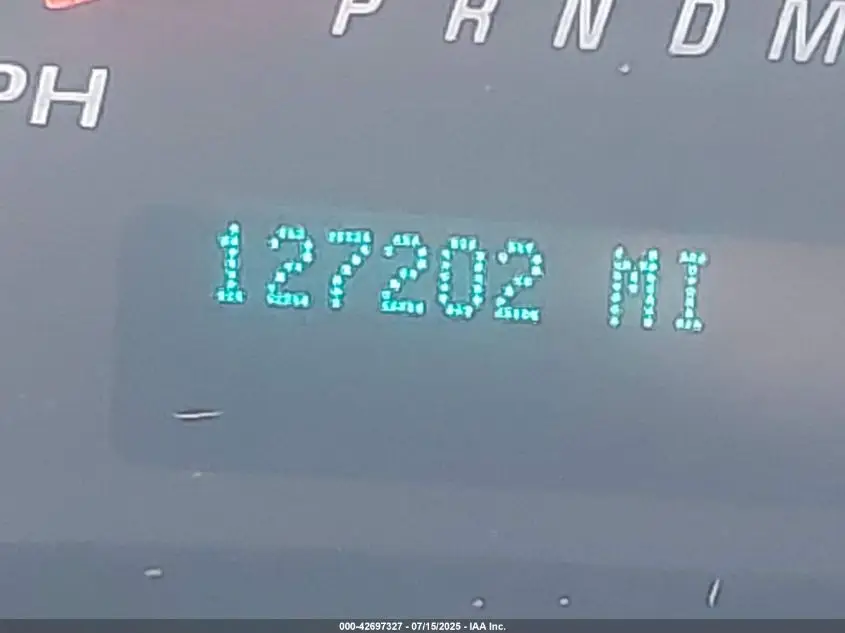 P R N D M
PH
127202 MI
000-42697327 - 07/15/2025 - IAA Inc.